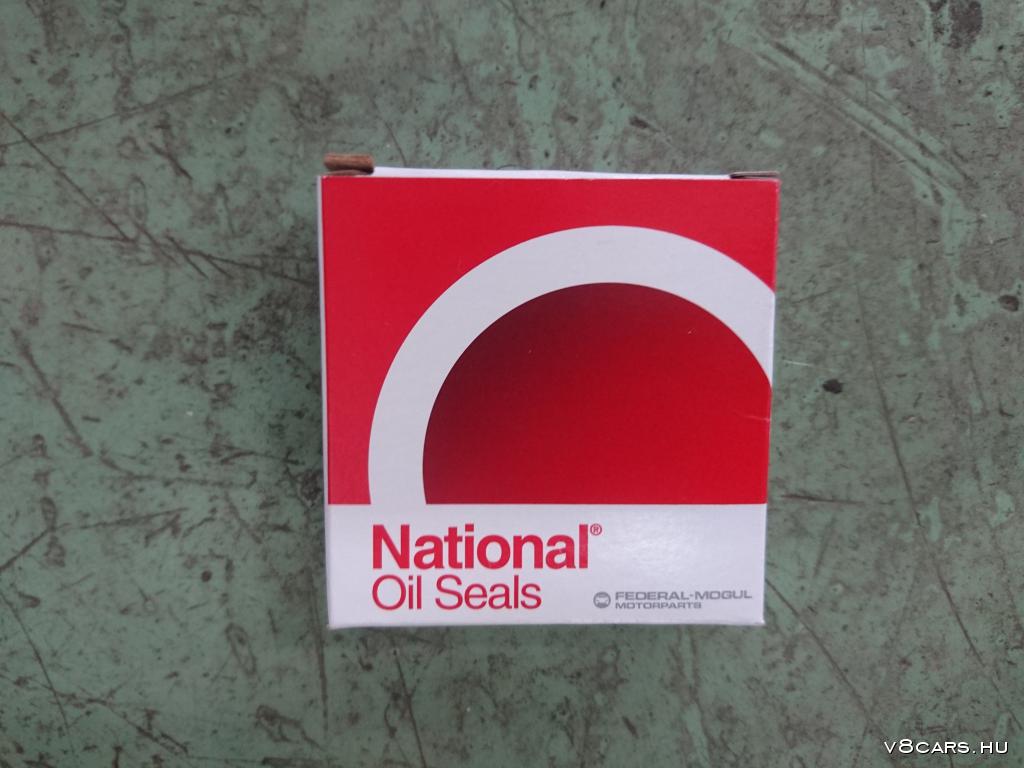 National®
Oil Seals
FEDERAL-MOGUL
MOTORPARTS
V8CARS.HU